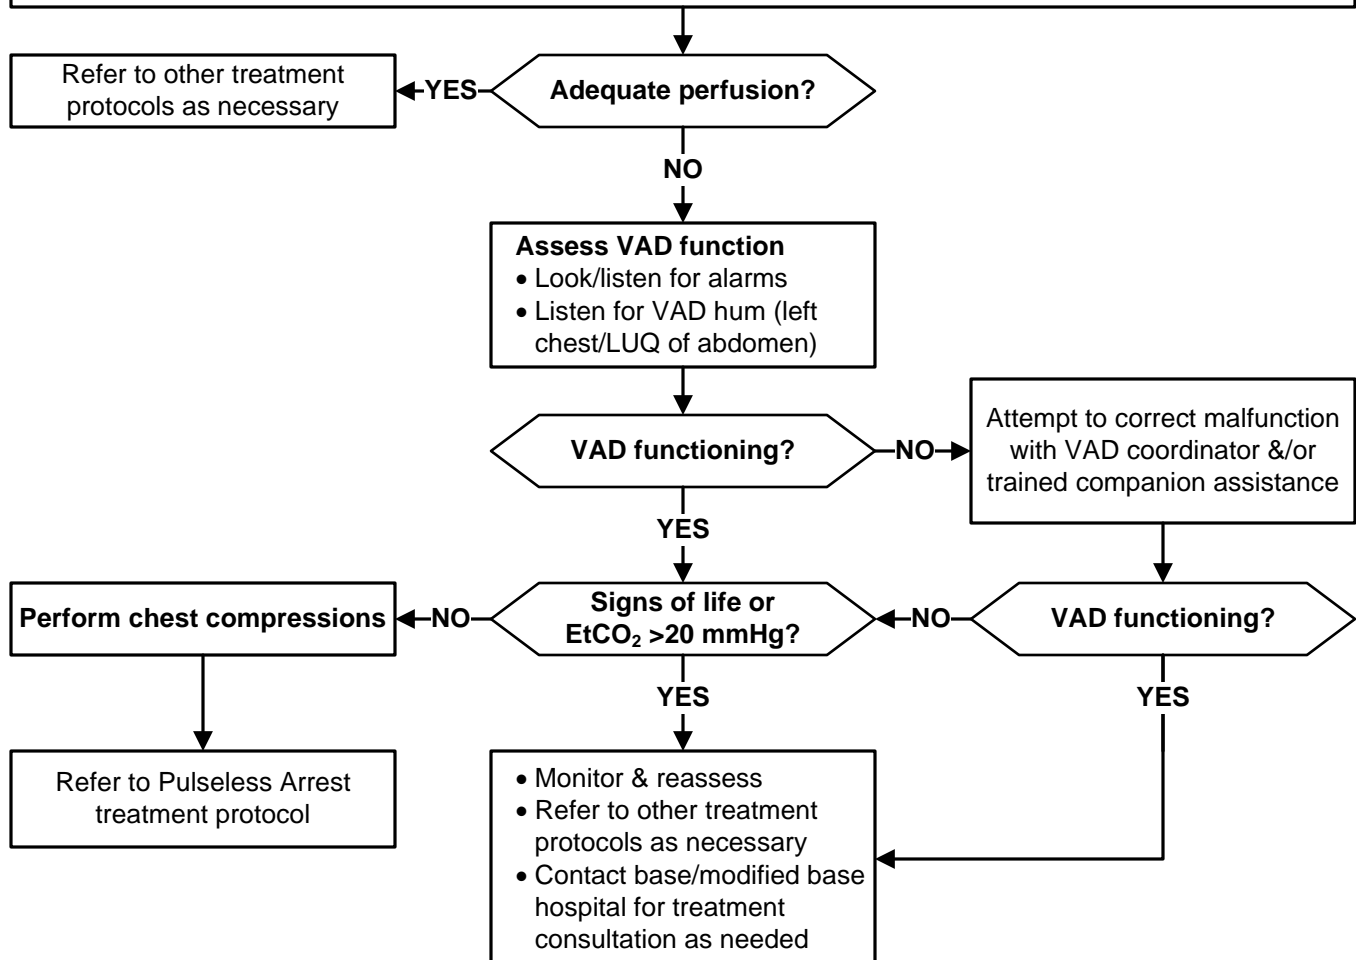 Refer to other treatment
protocols as necessary
YES
Adequate perfusion?
NO
Assess VAD function
• Look/listen for alarms
• Listen for VAD hum (left
chest/LUQ of abdomen)
VAD functioning?
NO
Attempt to correct malfunction
with VAD coordinator &/or
trained companion assistance
YES
Perform chest compressions
NO
Signs of life or
EtCO₂ >20 mmHg?
NO
VAD functioning?
YES
YES
Refer to Pulseless Arrest
treatment protocol
• Monitor & reassess
• Refer to other treatment
protocols as necessary
• Contact base/modified base
hospital for treatment
consultation as needed